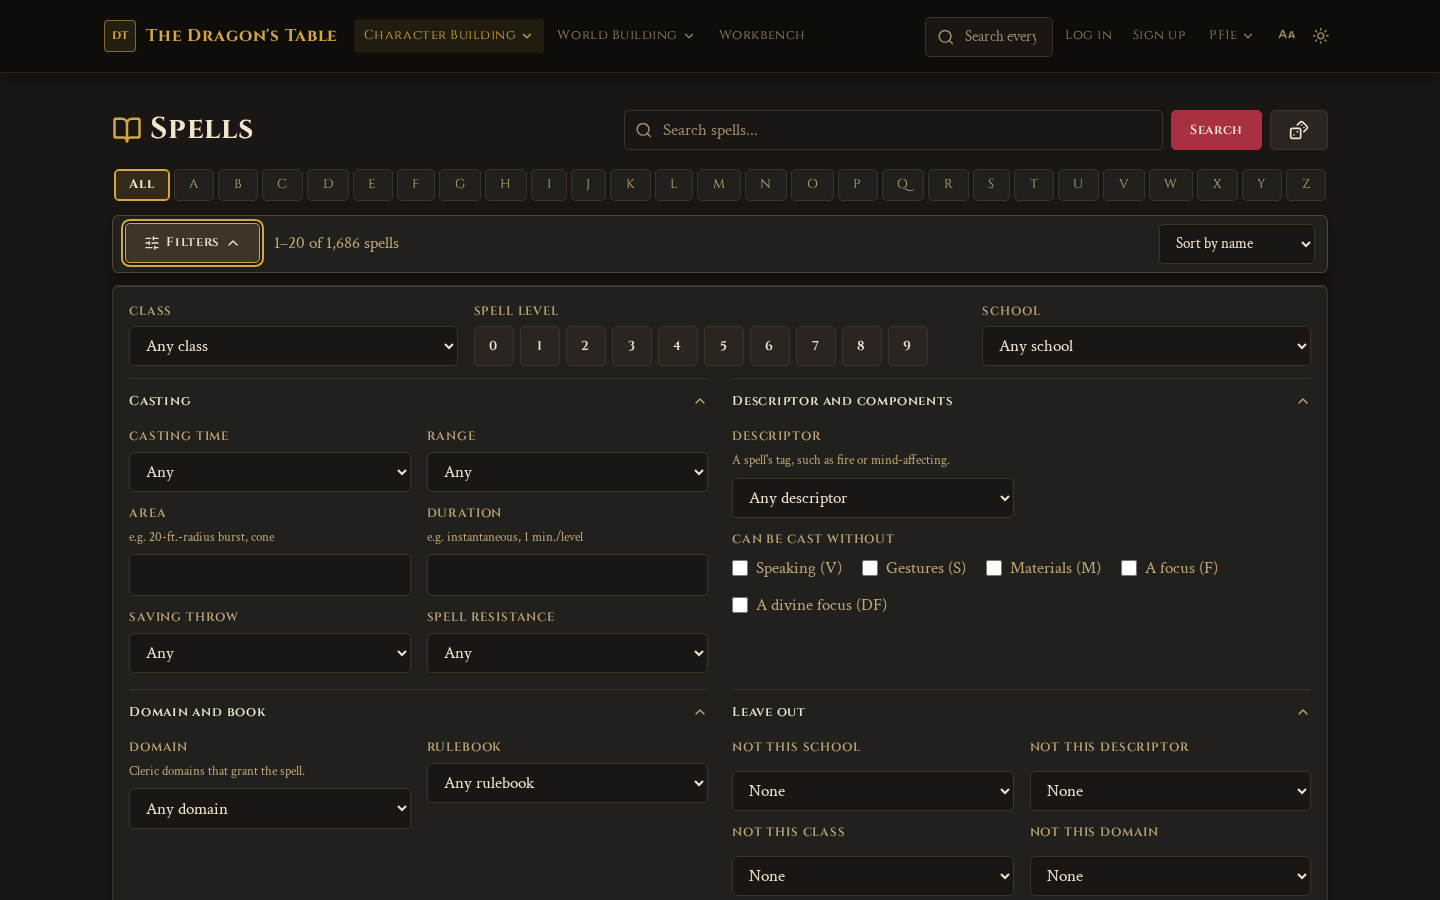 DT The Dragon's Table Character Building World Building Workbench Search every Log in Sign up PF1e Aa
Spells Search spells... Search
All A B C D E F G H I J K L M N O P Q R S T U V W X Y Z
Filters 1–20 of 1,686 spells Sort by name
CLASS SPELL LEVEL SCHOOL
Any class 0 1 2 3 4 5 6 7 8 9 Any school
Casting Descriptor and components
CASTING TIME RANGE DESCRIPTOR
A spell's tag, such as fire or mind-affecting.
Any Any Any descriptor
AREA DURATION
e.g. 20-ft.-radius burst, cone e.g. instantaneous, 1 min./level
CAN BE CAST WITHOUT
Speaking (V) Gestures (S) Materials (M) A focus (F)
A divine focus (DF)
SAVING THROW SPELL RESISTANCE
Any Any
Domain and book Leave out
DOMAIN RULEBOOK NOT THIS SCHOOL NOT THIS DESCRIPTOR
Cleric domains that grant the spell.
Any domain Any rulebook None None
NOT THIS CLASS NOT THIS DOMAIN
None None